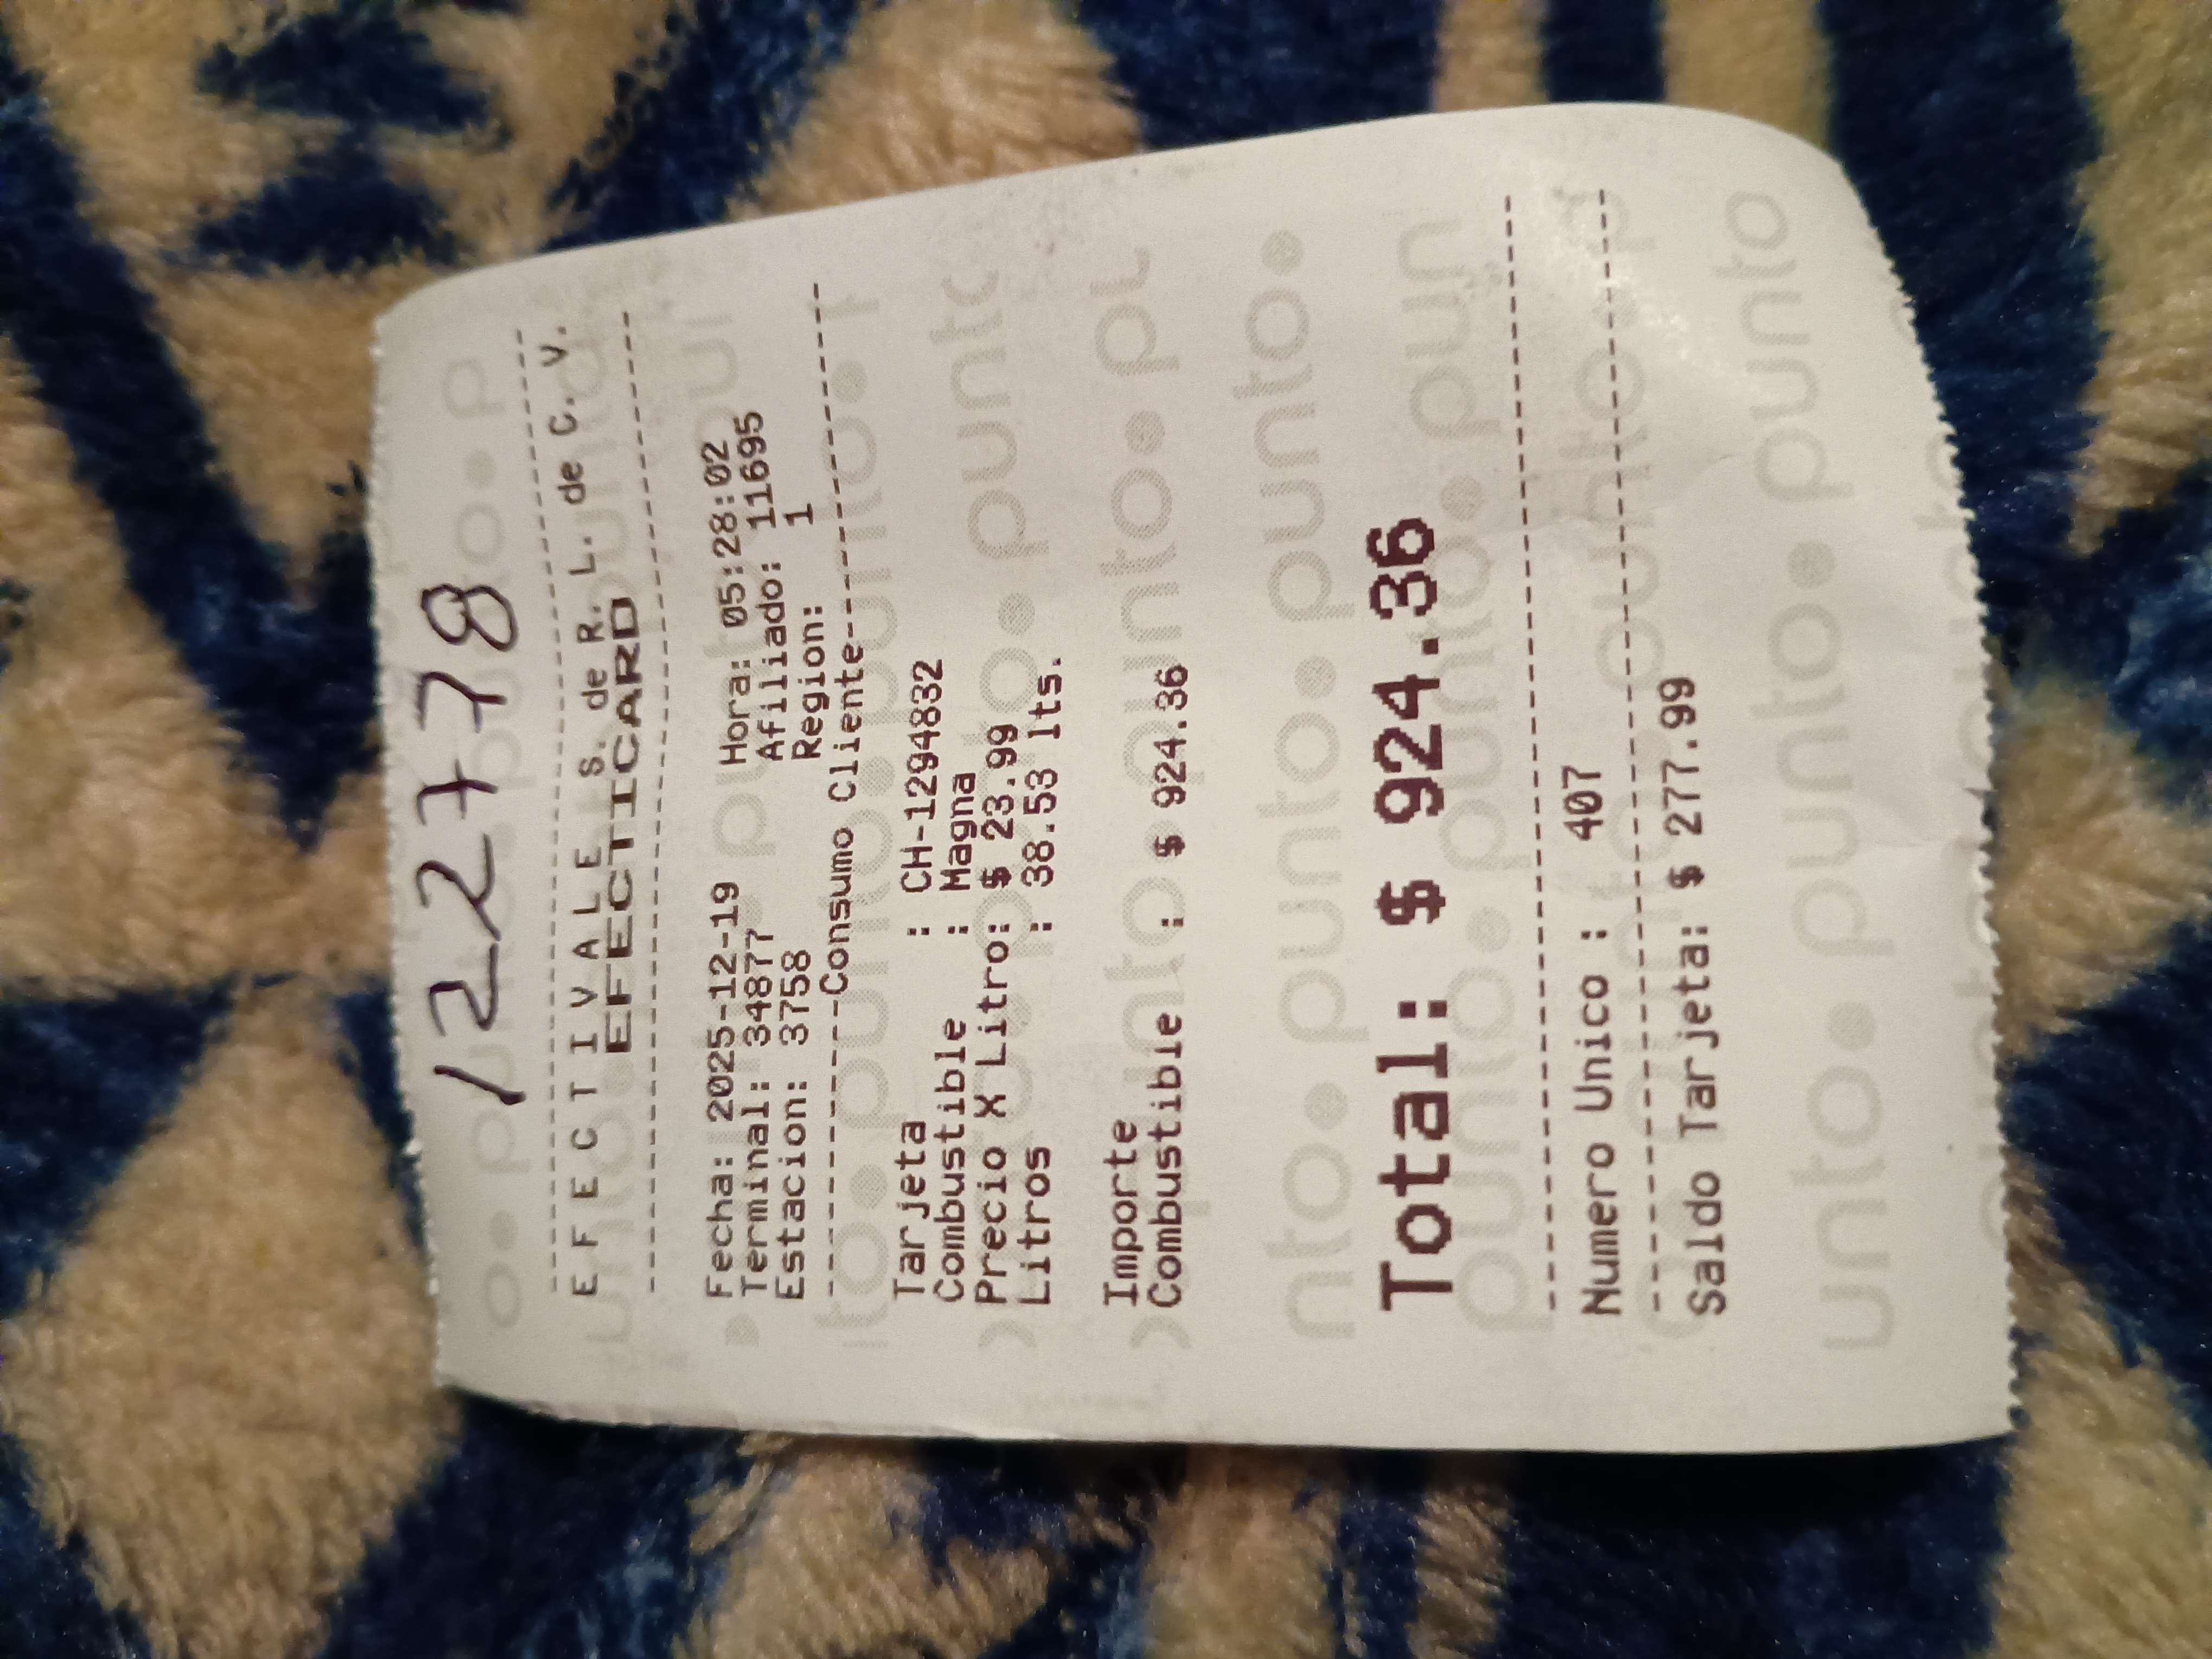 122778
EFECTIVALE S. de R. L. de C. V.
EFECTICARD
Fecha: 2025-12-19 Hora: 05:28:02
Terminal: 34877 Afiliado: 11695
Estacion: 3758 Region: 1
-----Consumo Cliente-----
Tarjeta : CH-1294832
Combustible : Magna
Precio X Litro: $ 23.99
Litros : 38.53 lts.
Importe
Combustible : $ 924.36
Total: $ 924.36
Numero Unico : 407
Saldo Tarjeta: $ 277.99